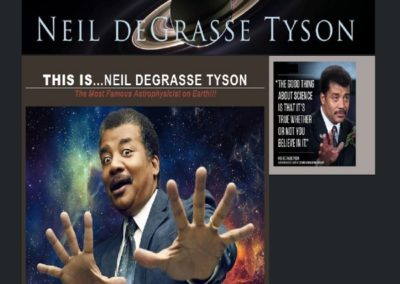 NEIL DEGRASSE TYSON
THIS IS...NEIL DEGRASSE TYSON
The Most Famous Astrophysicist on Earth!!!
"THE GOOD THING
ABOUT SCIENCE
IS THAT IT'S
TRUE WHETHER
OR NOT YOU
BELIEVE IN IT."